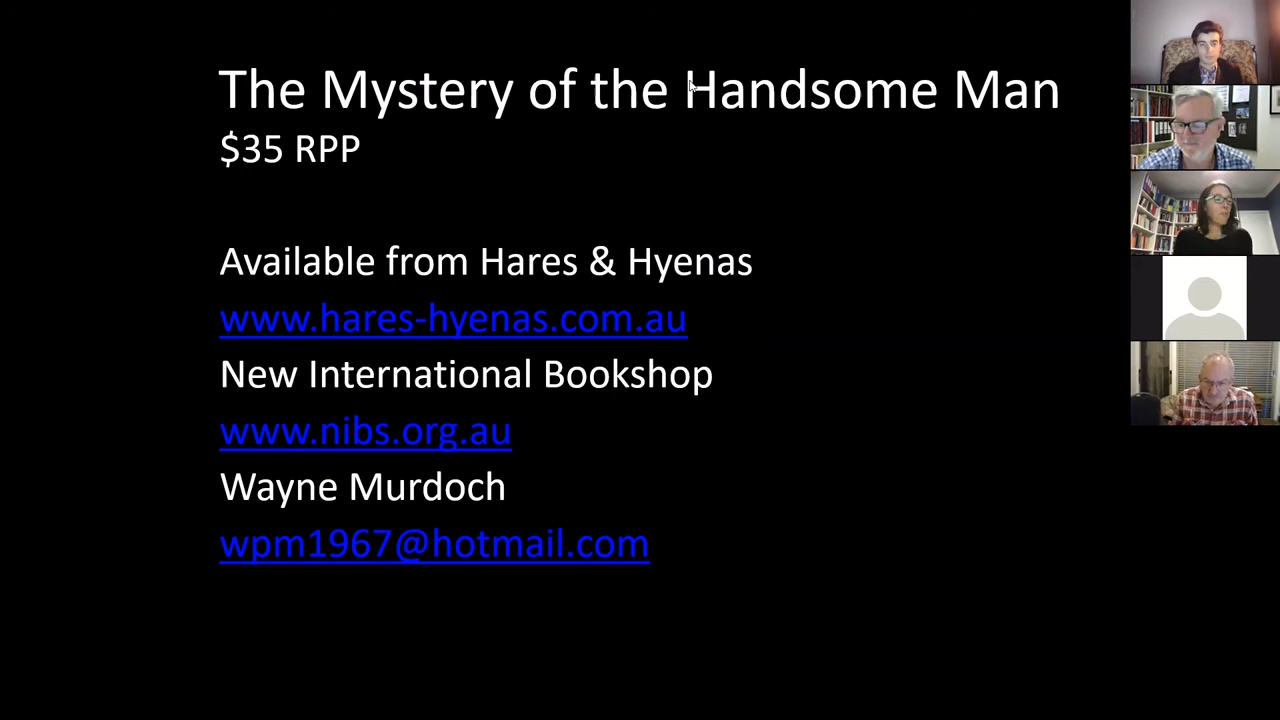 The Mystery of the Handsome Man
$35 RPP
Available from Hares & Hyenas
www.hares-hyenas.com.au
New International Bookshop
www.nibs.org.au
Wayne Murdoch
wpm1967@hotmail.com